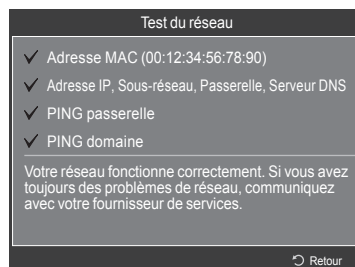 Test du réseau
Adresse MAC (00:12:34:56:78:90)
Adresse IP, Sous-réseau, Passerelle, Serveur DNS
PING passerelle
PING domaine
Votre réseau fonctionne correctement. Si vous avez
toujours des problèmes de réseau, communiquez
avec votre fournisseur de services.
Retour